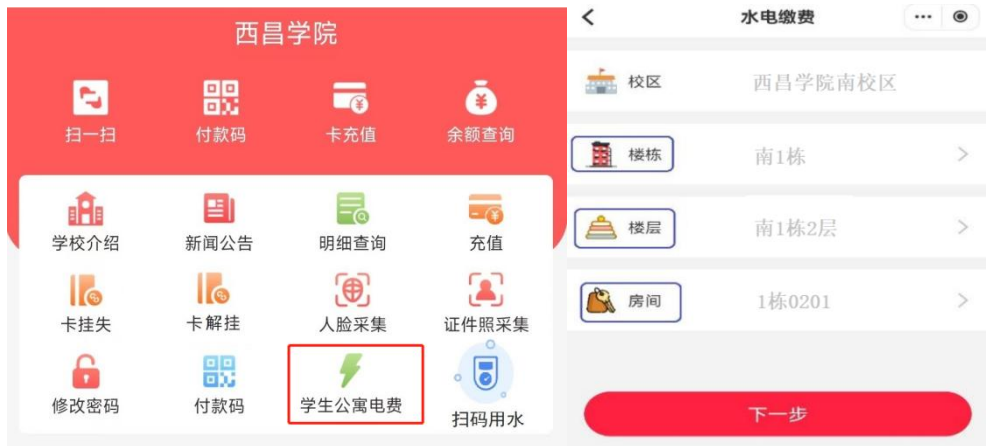 西昌学院
扫一扫
付款码
卡充值
余额查询
学校介绍
新闻公告
明细查询
充值
卡挂失
卡解挂
人脸采集
证件照采集
修改密码
付款码
学生公寓电费
扫码用水
水电缴费
校区 西昌学院南校区
楼栋 南1栋
楼层 南1栋2层
房间 1栋0201
下一步